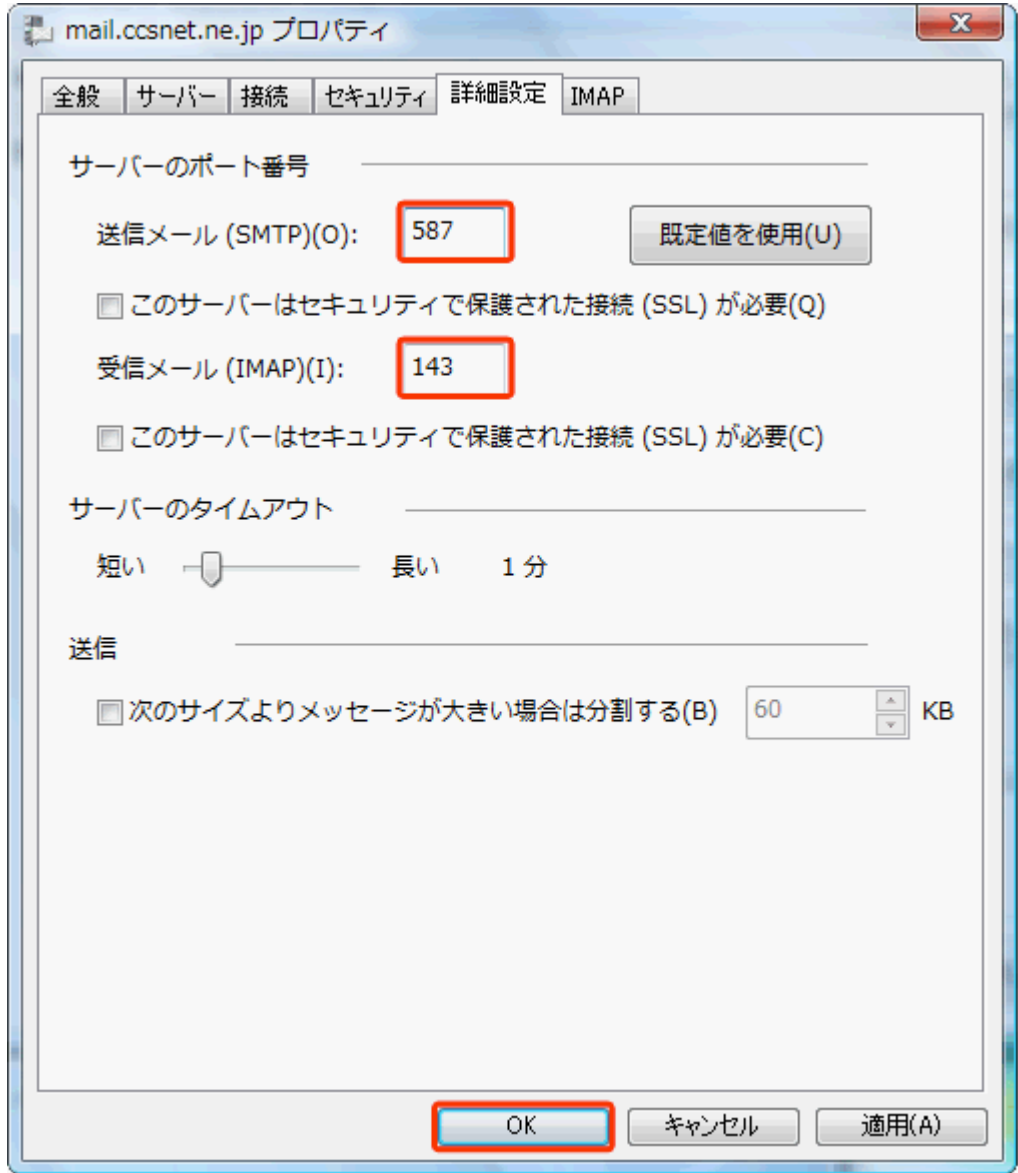 mail.ccsnet.ne.jp プロパティ
全般 サーバー 接続 セキュリティ 詳細設定 IMAP
サーバーのポート番号
送信メール (SMTP)(O): 587 既定値を使用(U)
このサーバーはセキュリティで保護された接続 (SSL) が必要(Q)
受信メール (IMAP)(I): 143
このサーバーはセキュリティで保護された接続 (SSL) が必要(C)
サーバーのタイムアウト
短い 長い 1 分
送信
次のサイズよりメッセージが大きい場合は分割する(B) 60 KB
OK キャンセル 適用(A)